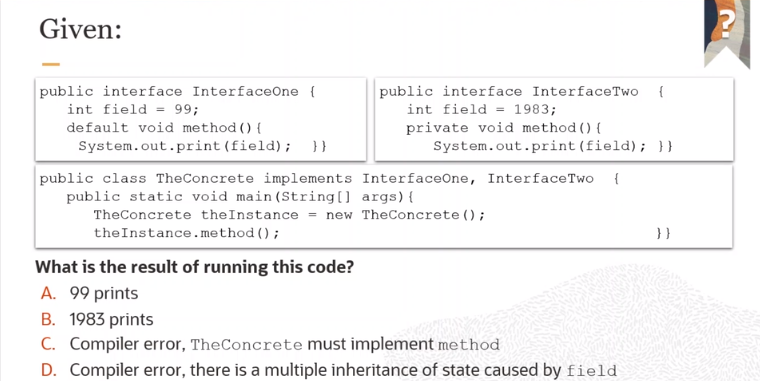 Given:
?
public interface InterfaceOne {
int field = 99;
default void method(){
System.out.print(field); }}
public interface InterfaceTwo {
int field = 1983;
private void method(){
System.out.print(field); }}
public class TheConcrete implements InterfaceOne, InterfaceTwo {
public static void main(String[] args){
TheConcrete theInstance = new TheConcrete();
theInstance.method(); }}
What is the result of running this code?
A. 99 prints
B. 1983 prints
C. Compiler error, TheConcrete must implement method
D. Compiler error, there is a multiple inheritance of state caused by field